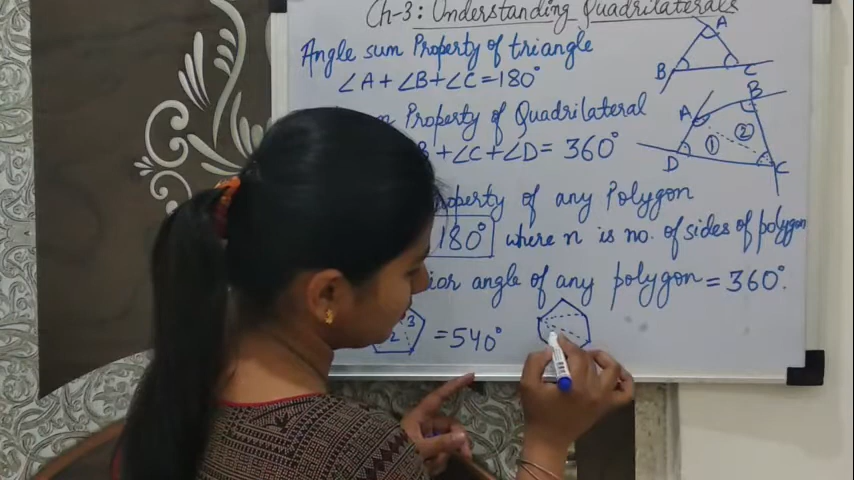 Ch-3: Understanding Quadrilaterals
Angle sum Property of triangle
∠A + ∠B + ∠C = 180°
A
B C
Property of Quadrilateral
+ ∠C + ∠D = 360°
A B
① ②
D C
of any Polygon
180° where n is no. of sides of polygon
angle of any polygon = 360°.
2 3 = 540°